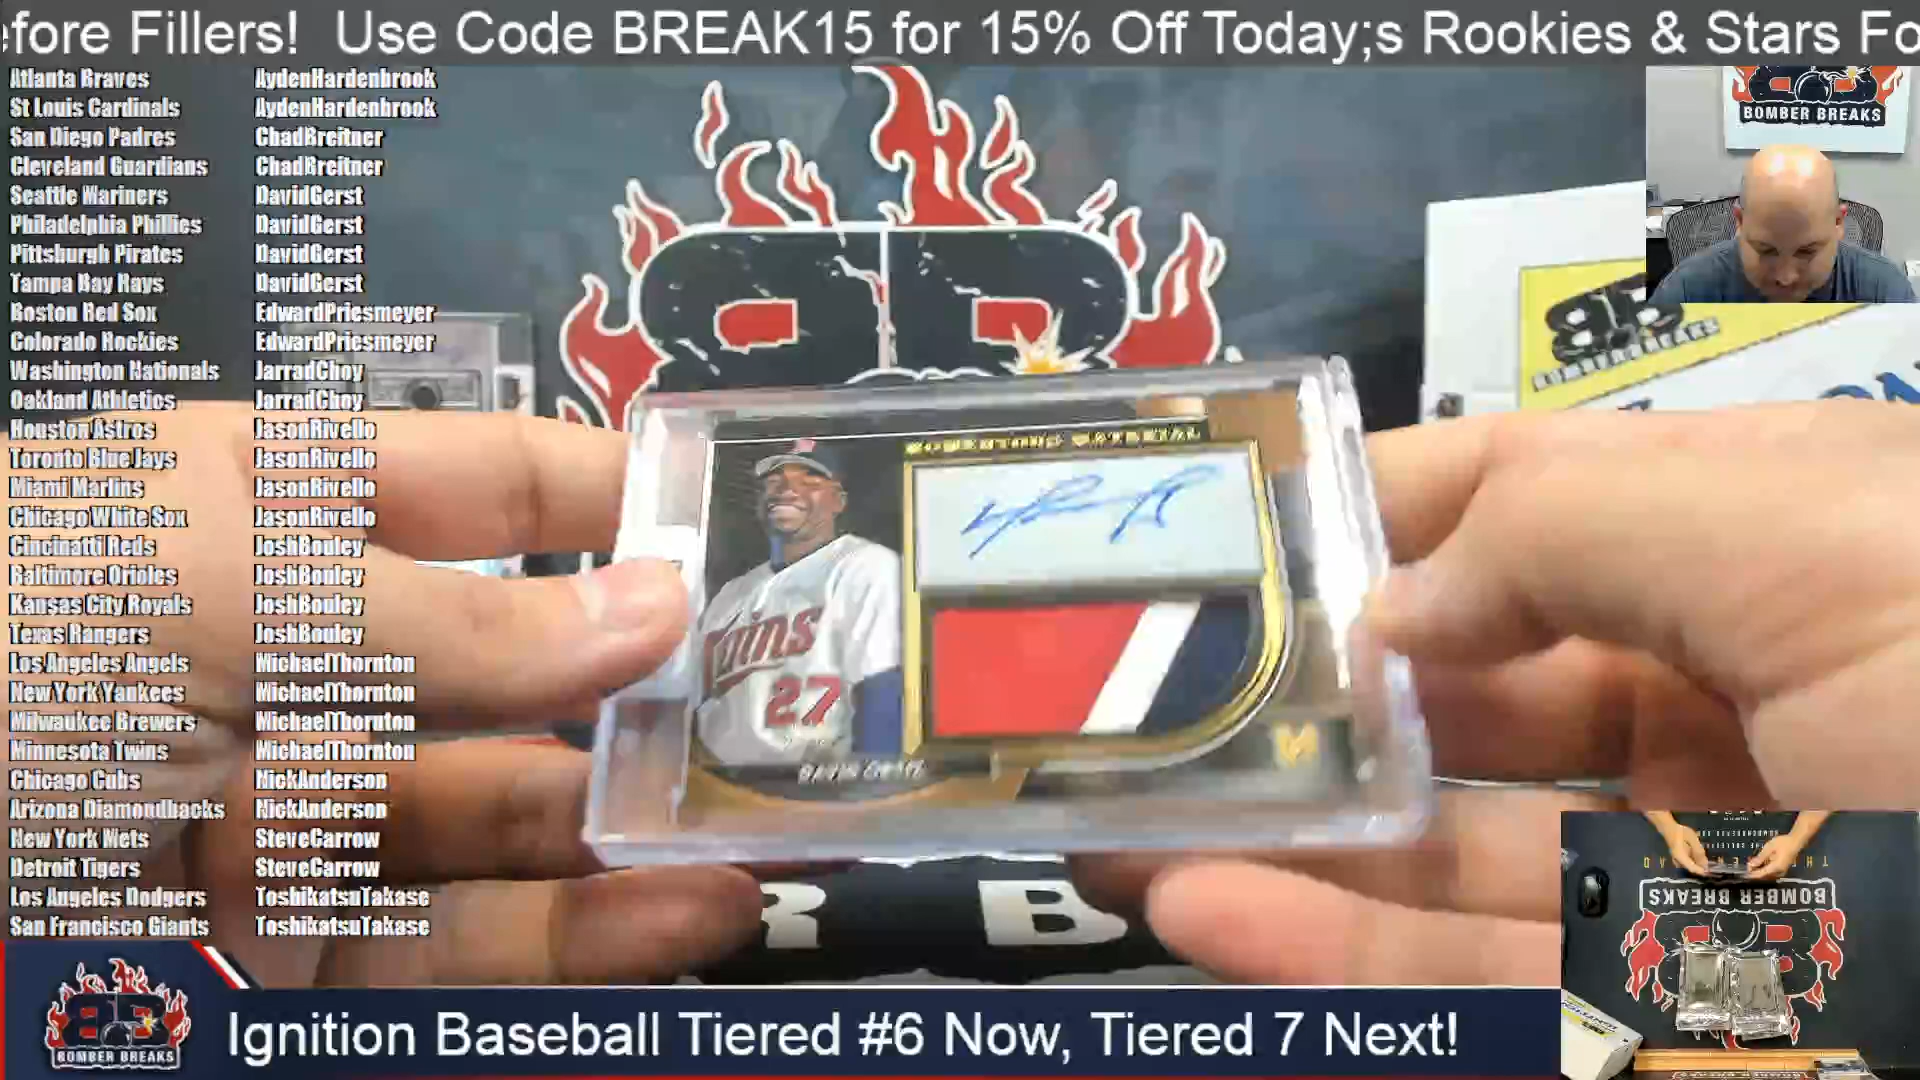 efore Fillers!  Use Code BREAK15 for 15% Off Today;s Rookies & Stars Fo
Atlanta Braves AydenHardenbrook
St Louis Cardinals AydenHardenbrook
San Diego Padres ChadBreitner
Cleveland Guardians ChadBreitner
Seattle Mariners DavidGerst
Philadelphia Phillies DavidGerst
Pittsburgh Pirates DavidGerst
Tampa Bay Rays DavidGerst
Boston Red Sox EdwardPriesmeyer
Colorado Rockies EdwardPriesmeyer
Washington Nationals JarradChoy
Oakland Athletics JarradChoy
Houston Astros JasonRivello
Toronto Blue Jays JasonRivello
Miami Marlins JasonRivello
Chicago White Sox JasonRivello
Cincinatti Reds JoshBouley
Baltimore Orioles JoshBouley
Kansas City Royals JoshBouley
Texas Rangers JoshBouley
Los Angeles Angels MichaelThornton
New York Yankees MichaelThornton
Milwaukee Brewers MichaelThornton
Minnesota Twins MichaelThornton
Chicago Cubs NickAnderson
Arizona Diamondbacks NickAnderson
New York Mets SteveCarrow
Detroit Tigers SteveCarrow
Los Angeles Dodgers ToshikatsuTakase
San Francisco Giants ToshikatsuTakase
BOMBER BREAKS
BOMBER BREAKS
Twins
27
R B
BOMBER BREAKS
BOMBER BREAKS
Ignition Baseball Tiered #6 Now, Tiered 7 Next!